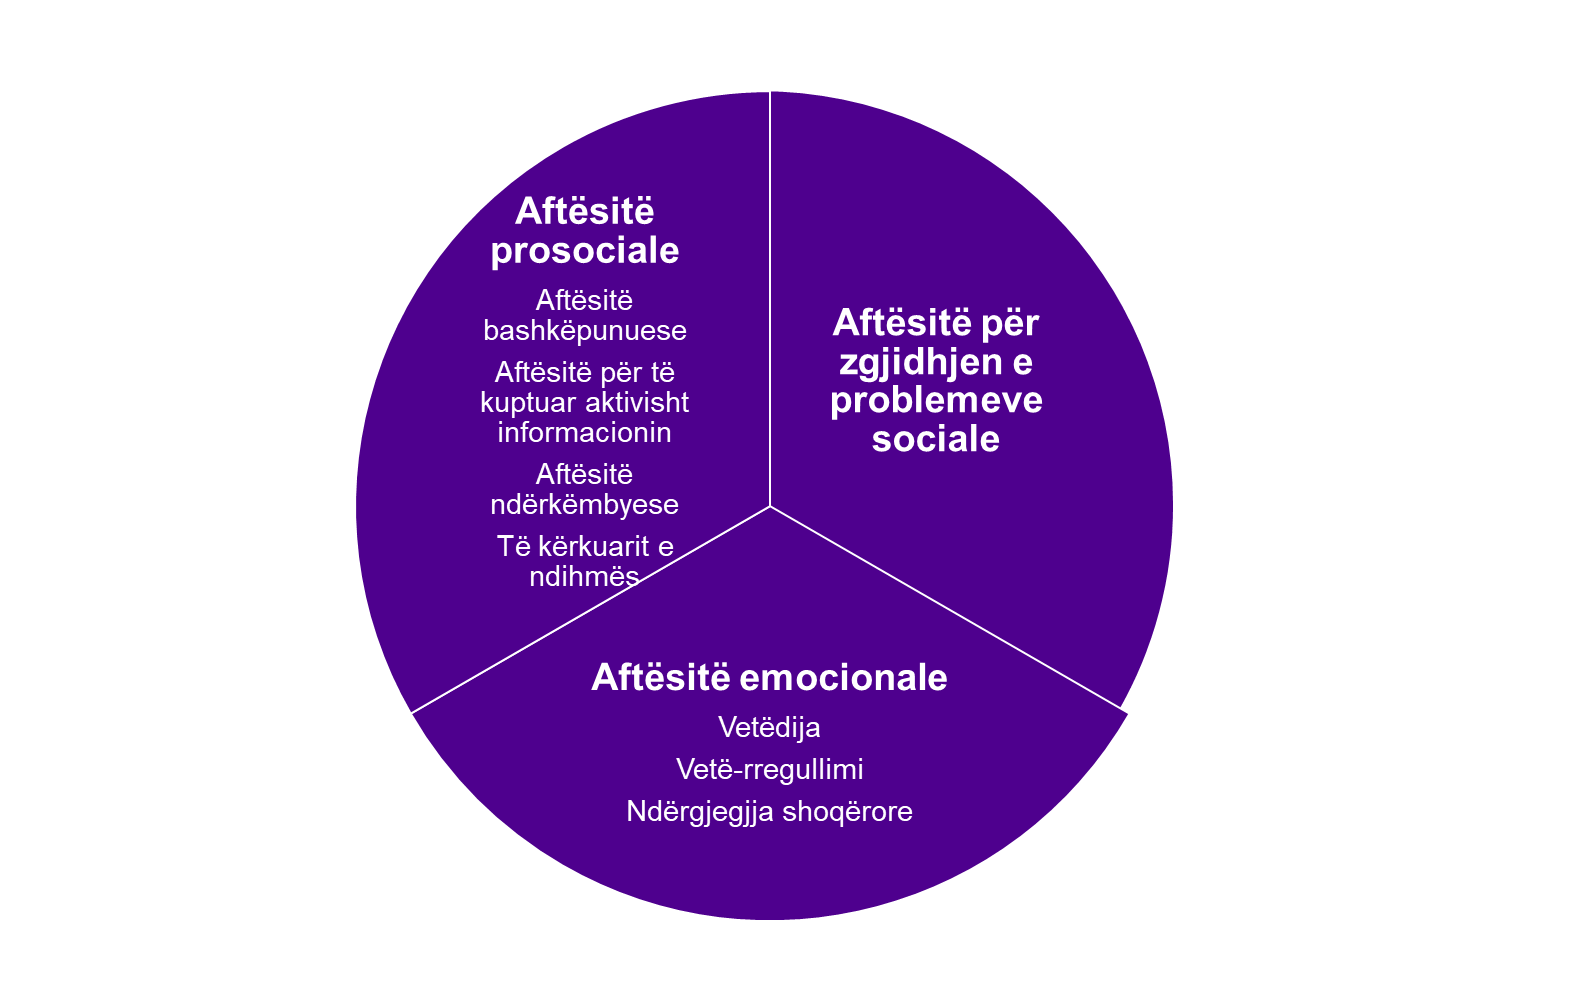 Aftësitë
prosociale
Aftësitë
bashkëpunuese
Aftësitë për të
kuptuar aktivisht
informacionin
Aftësitë
ndërkëmbyese
Të kërkuarit e
ndihmës
Aftësitë për
zgjidhjen e
problemeve
sociale
Aftësitë emocionale
Vetëdija
Vetë-rregullimi
Ndërgjegjja shoqërore